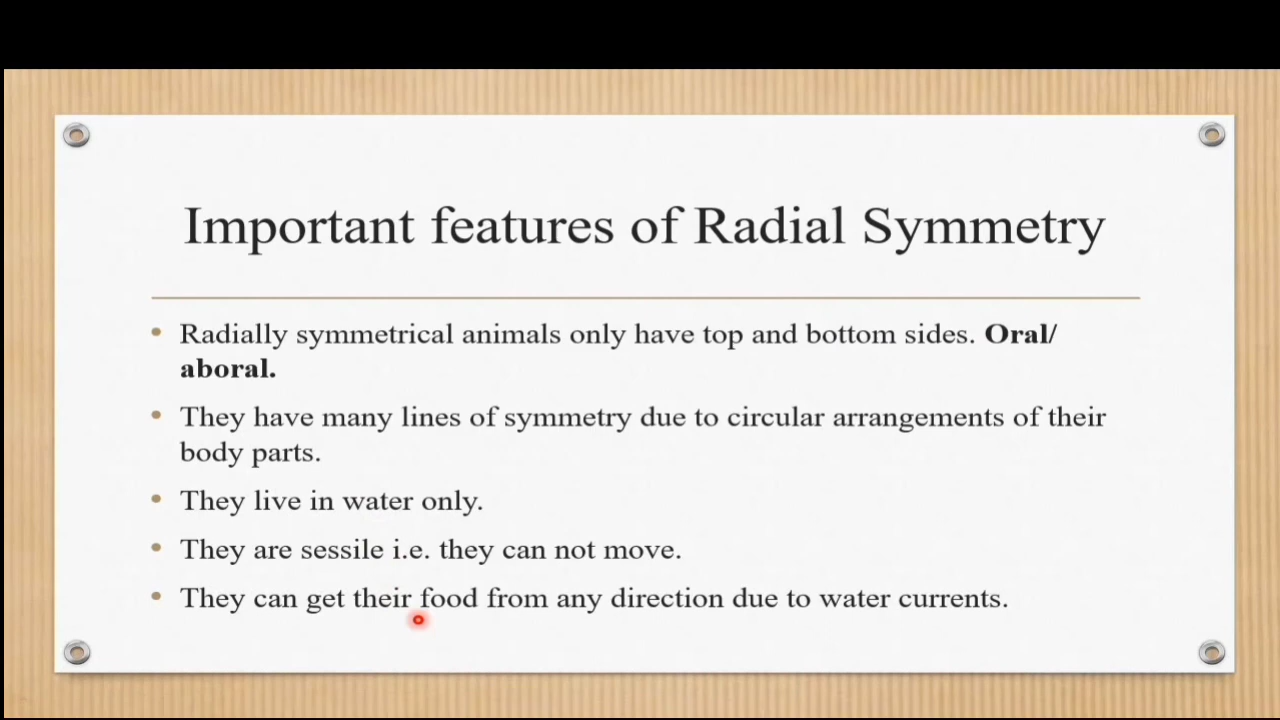 Important features of Radial Symmetry
Radially symmetrical animals only have top and bottom sides. Oral/
aboral.
They have many lines of symmetry due to circular arrangements of their
body parts.
They live in water only.
They are sessile i.e. they can not move.
They can get their food from any direction due to water currents.